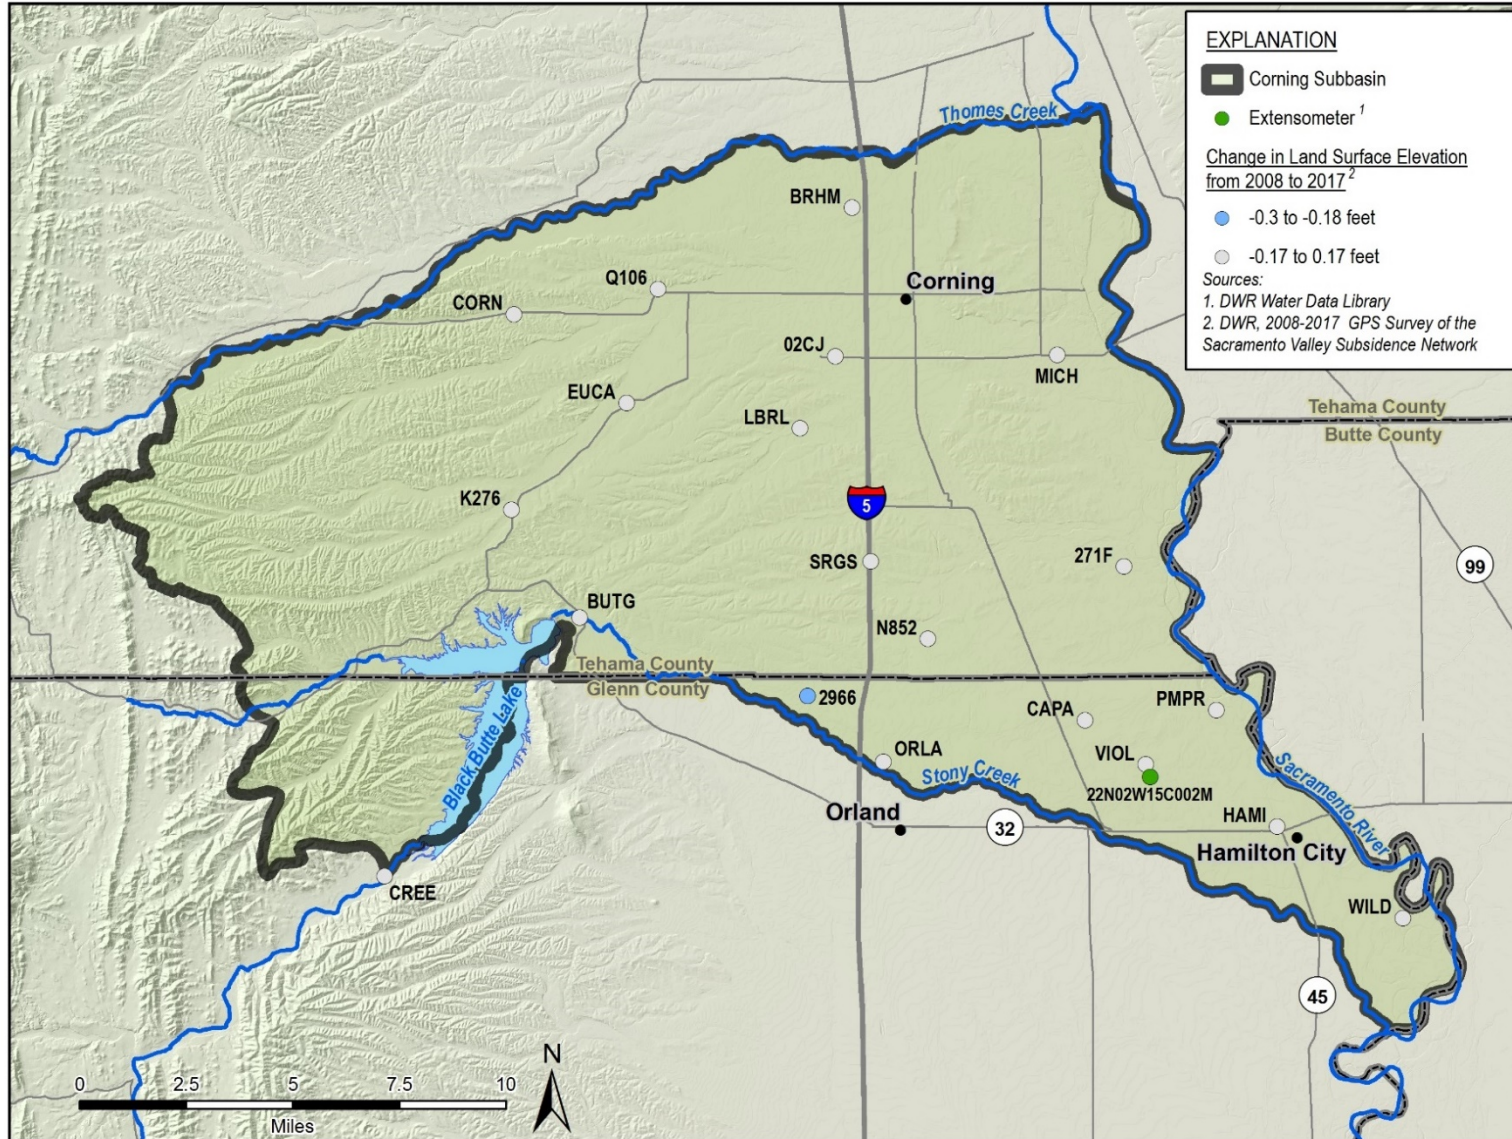 EXPLANATION
Corning Subbasin
Extensometer 1
Change in Land Surface Elevation
from 2008 to 2017 2
-0.3 to -0.18 feet
-0.17 to 0.17 feet
Sources:
1. DWR Water Data Library
2. DWR, 2008-2017 GPS Survey of the
Sacramento Valley Subsidence Network
Thomes Creek
BRHM
Q106
Corning
CORN
02CJ
MICH
EUCA
LBRL
Tehama County
Butte County
K276
5
SRGS
271F
99
BUTG
N852
Tehama County
Glenn County
2966
CAPA
PMPR
Black Butte Lake
ORLA
VIOL
Stony Creek
22N02W15C002M
Sacramento River
Orland
32
HAMI
Hamilton City
CREE
WILD
45
N
0 2.5 5 7.5 10
Miles